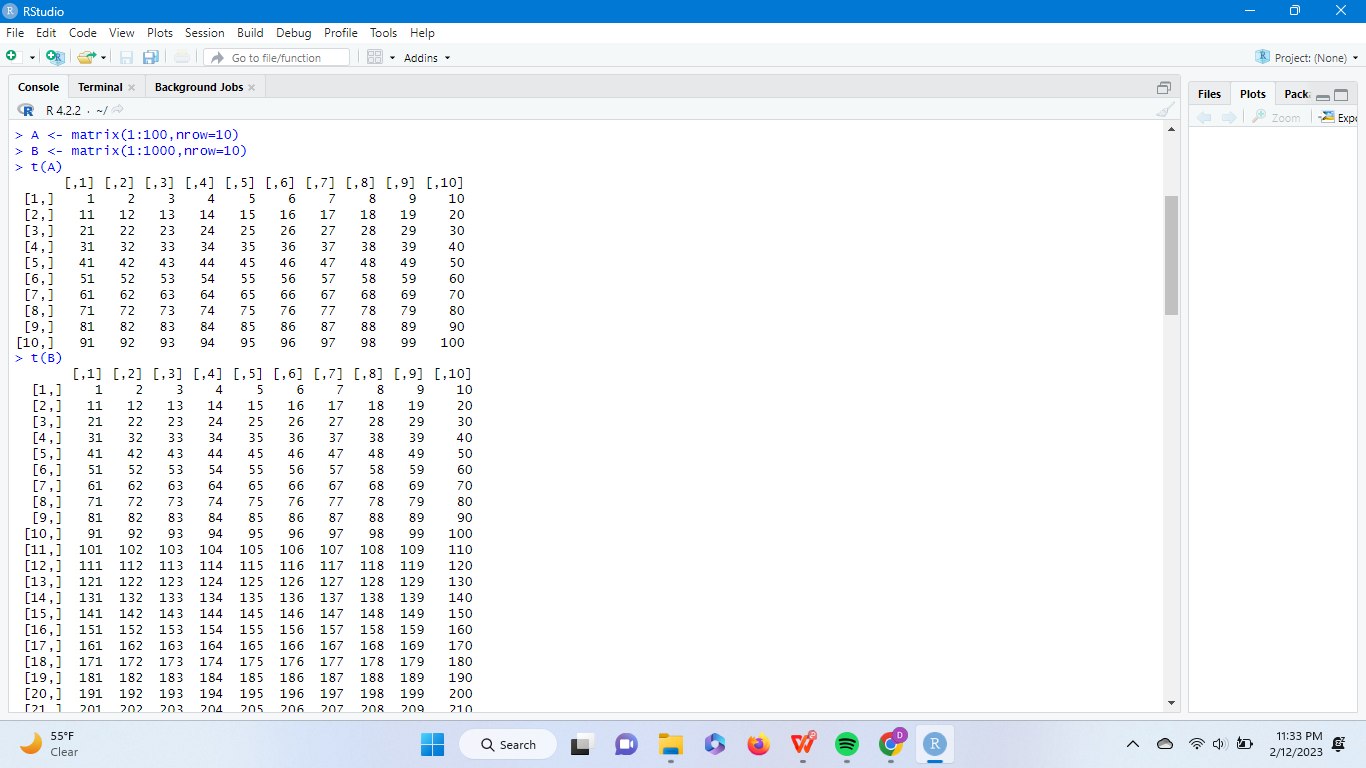 RStudio
File Edit Code View Plots Session Build Debug Profile Tools Help
Go to file/function Addins Project: (None)
Console Terminal Background Jobs
R 4.2.2 · ~/
Files Plots Pack
Zoom Expo
> A <- matrix(1:100,nrow=10)
> B <- matrix(1:1000,nrow=10)
> t(A)
[,1] [,2] [,3] [,4] [,5] [,6] [,7] [,8] [,9] [,10]
[1,] 1 2 3 4 5 6 7 8 9 10
[2,] 11 12 13 14 15 16 17 18 19 20
[3,] 21 22 23 24 25 26 27 28 29 30
[4,] 31 32 33 34 35 36 37 38 39 40
[5,] 41 42 43 44 45 46 47 48 49 50
[6,] 51 52 53 54 55 56 57 58 59 60
[7,] 61 62 63 64 65 66 67 68 69 70
[8,] 71 72 73 74 75 76 77 78 79 80
[9,] 81 82 83 84 85 86 87 88 89 90
[10,] 91 92 93 94 95 96 97 98 99 100
> t(B)
[,1] [,2] [,3] [,4] [,5] [,6] [,7] [,8] [,9] [,10]
[1,] 1 2 3 4 5 6 7 8 9 10
[2,] 11 12 13 14 15 16 17 18 19 20
[3,] 21 22 23 24 25 26 27 28 29 30
[4,] 31 32 33 34 35 36 37 38 39 40
[5,] 41 42 43 44 45 46 47 48 49 50
[6,] 51 52 53 54 55 56 57 58 59 60
[7,] 61 62 63 64 65 66 67 68 69 70
[8,] 71 72 73 74 75 76 77 78 79 80
[9,] 81 82 83 84 85 86 87 88 89 90
[10,] 91 92 93 94 95 96 97 98 99 100
[11,] 101 102 103 104 105 106 107 108 109 110
[12,] 111 112 113 114 115 116 117 118 119 120
[13,] 121 122 123 124 125 126 127 128 129 130
[14,] 131 132 133 134 135 136 137 138 139 140
[15,] 141 142 143 144 145 146 147 148 149 150
[16,] 151 152 153 154 155 156 157 158 159 160
[17,] 161 162 163 164 165 166 167 168 169 170
[18,] 171 172 173 174 175 176 177 178 179 180
[19,] 181 182 183 184 185 186 187 188 189 190
[20,] 191 192 193 194 195 196 197 198 199 200
[21,] 201 202 203 204 205 206 207 208 209 210
55°F
Clear
Search
11:33 PM
2/12/2023